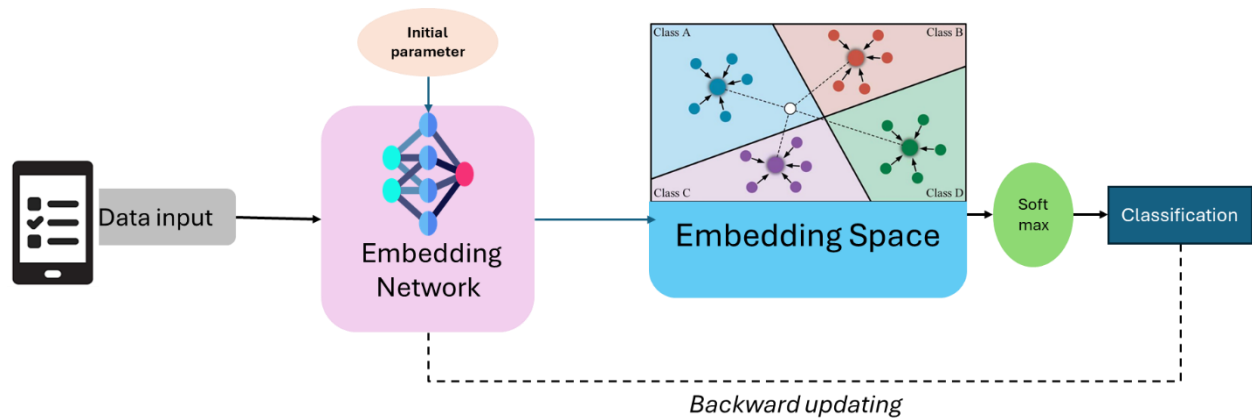 Initial
parameter
Class A
Class B
Data input
Embedding
Network
Class C
Class D
Embedding Space
Soft
max
Classification
Backward updating